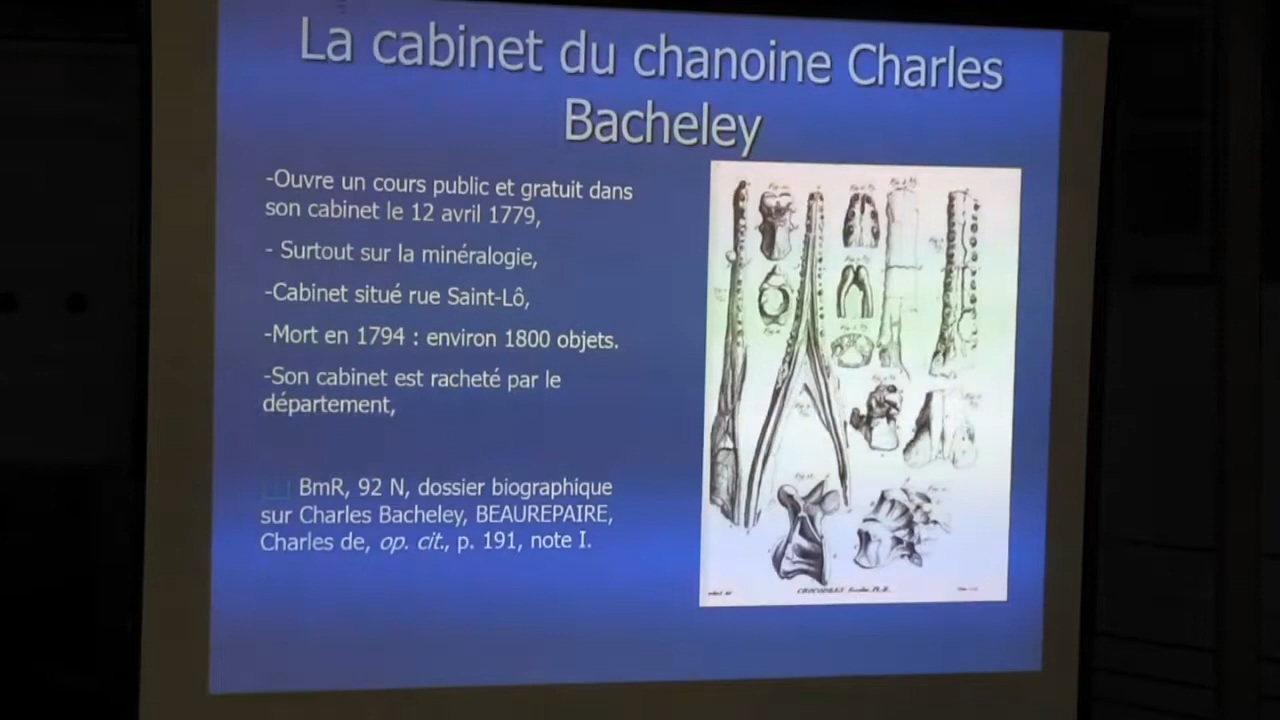 La cabinet du chanoine Charles
Bacheley
-Ouvre un cours public et gratuit dans
son cabinet le 12 avril 1779,
- Surtout sur la minéralogie,
-Cabinet situé rue Saint-Lô,
-Mort en 1794 : environ 1800 objets.
-Son cabinet est racheté par le
département,
BmR, 92 N, dossier biographique
sur Charles Bacheley, BEAUREPAIRE,
Charles de, op. cit., p. 191, note I.
CROCODILES